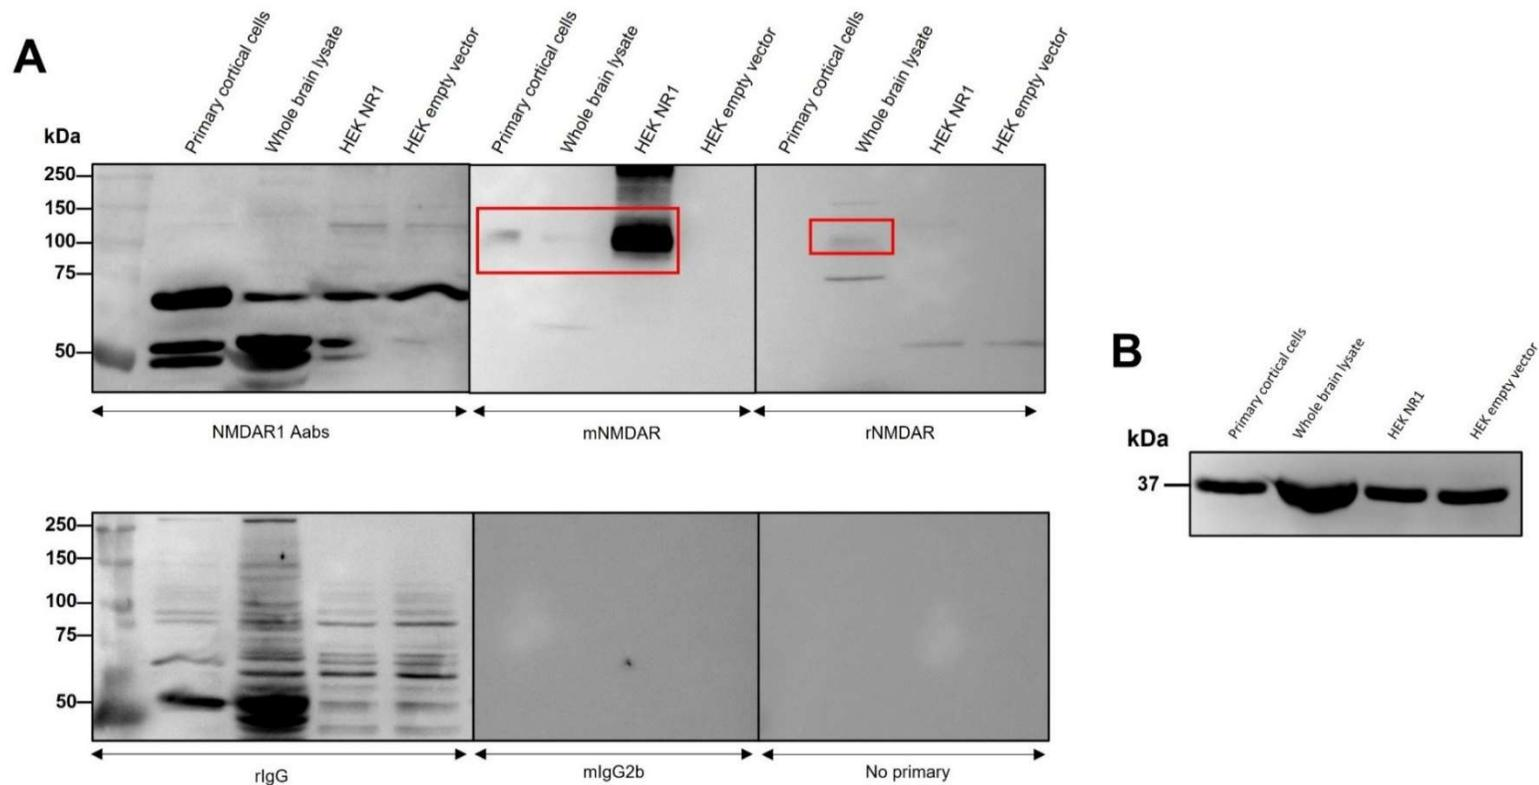 A
Primary cortical cells
Whole brain lysate
HEK NR1
HEK empty vector
Primary cortical cells
Whole brain lysate
HEK NR1
HEK empty vector
Primary cortical cells
Whole brain lysate
HEK NR1
HEK empty vector
kDa
250
150
100
75
50
NMDAR1 Aabs
mNMDAR
rNMDAR
250
150
100
75
50
rIgG
mIgG2b
No primary
B
Primary cortical cells
Whole brain lysate
HEK NR1
HEK empty vector
kDa
37